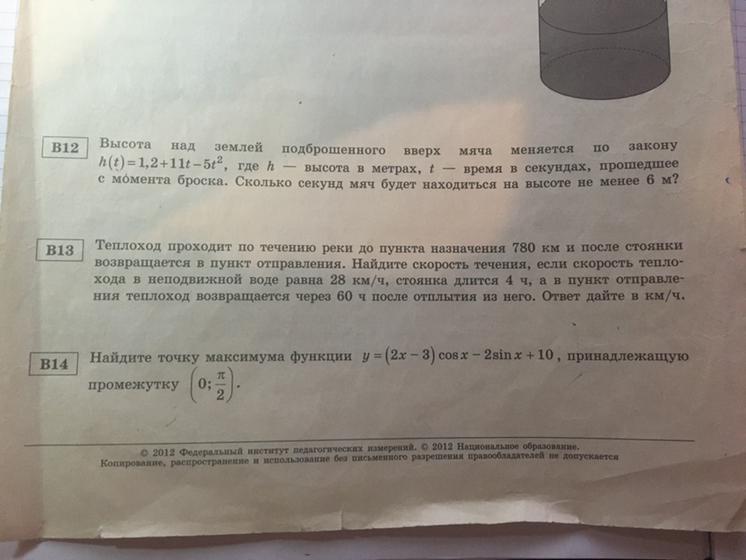 B12 Высота над землей подброшенного вверх мяча меняется по закону
h(t)=1,2+11t−5t², где h — высота в метрах, t — время в секундах, прошедшее
с момента броска. Сколько секунд мяч будет находиться на высоте не менее 6 м?
B13 Теплоход проходит по течению реки до пункта назначения 780 км и после стоянки
возвращается в пункт отправления. Найдите скорость течения, если скорость тепло-
хода в неподвижной воде равна 28 км/ч, стоянка длится 4 ч, а в пункт отправле-
ния теплоход возвращается через 60 ч после отплытия из него. Ответ дайте в км/ч.
B14 Найдите точку максимума функции y=(2x−3)cosx−2sinx+10, принадлежащую
промежутку (0; π/2).
© 2012 Федеральный институт педагогических измерений. © 2012 Национальное образование.
Копирование, распространение и использование без письменного разрешения правообладателей не допускается